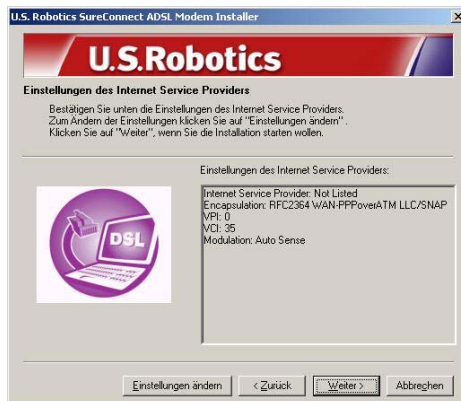 U.S. Robotics SureConnect ADSL Modem Installer
U.S.Robotics
Einstellungen des Internet Service Providers
Bestätigen Sie unten die Einstellungen des Internet Service Providers.
Zum Ändern der Einstellungen klicken Sie auf "Einstellungen ändern" .
Klicken Sie auf "Weiter", wenn Sie die Installation starten wollen.
Einstellungen des Internet Service Providers:
Internet Service Provider: Not Listed
Encapsulation: RFC2364 WAN-PPPoverATM LLC/SNAP
VPI: 0
VCI: 35
Modulation: Auto Sense
DSL
Einstellungen ändern
< Zurück
Weiter >
Abbrechen